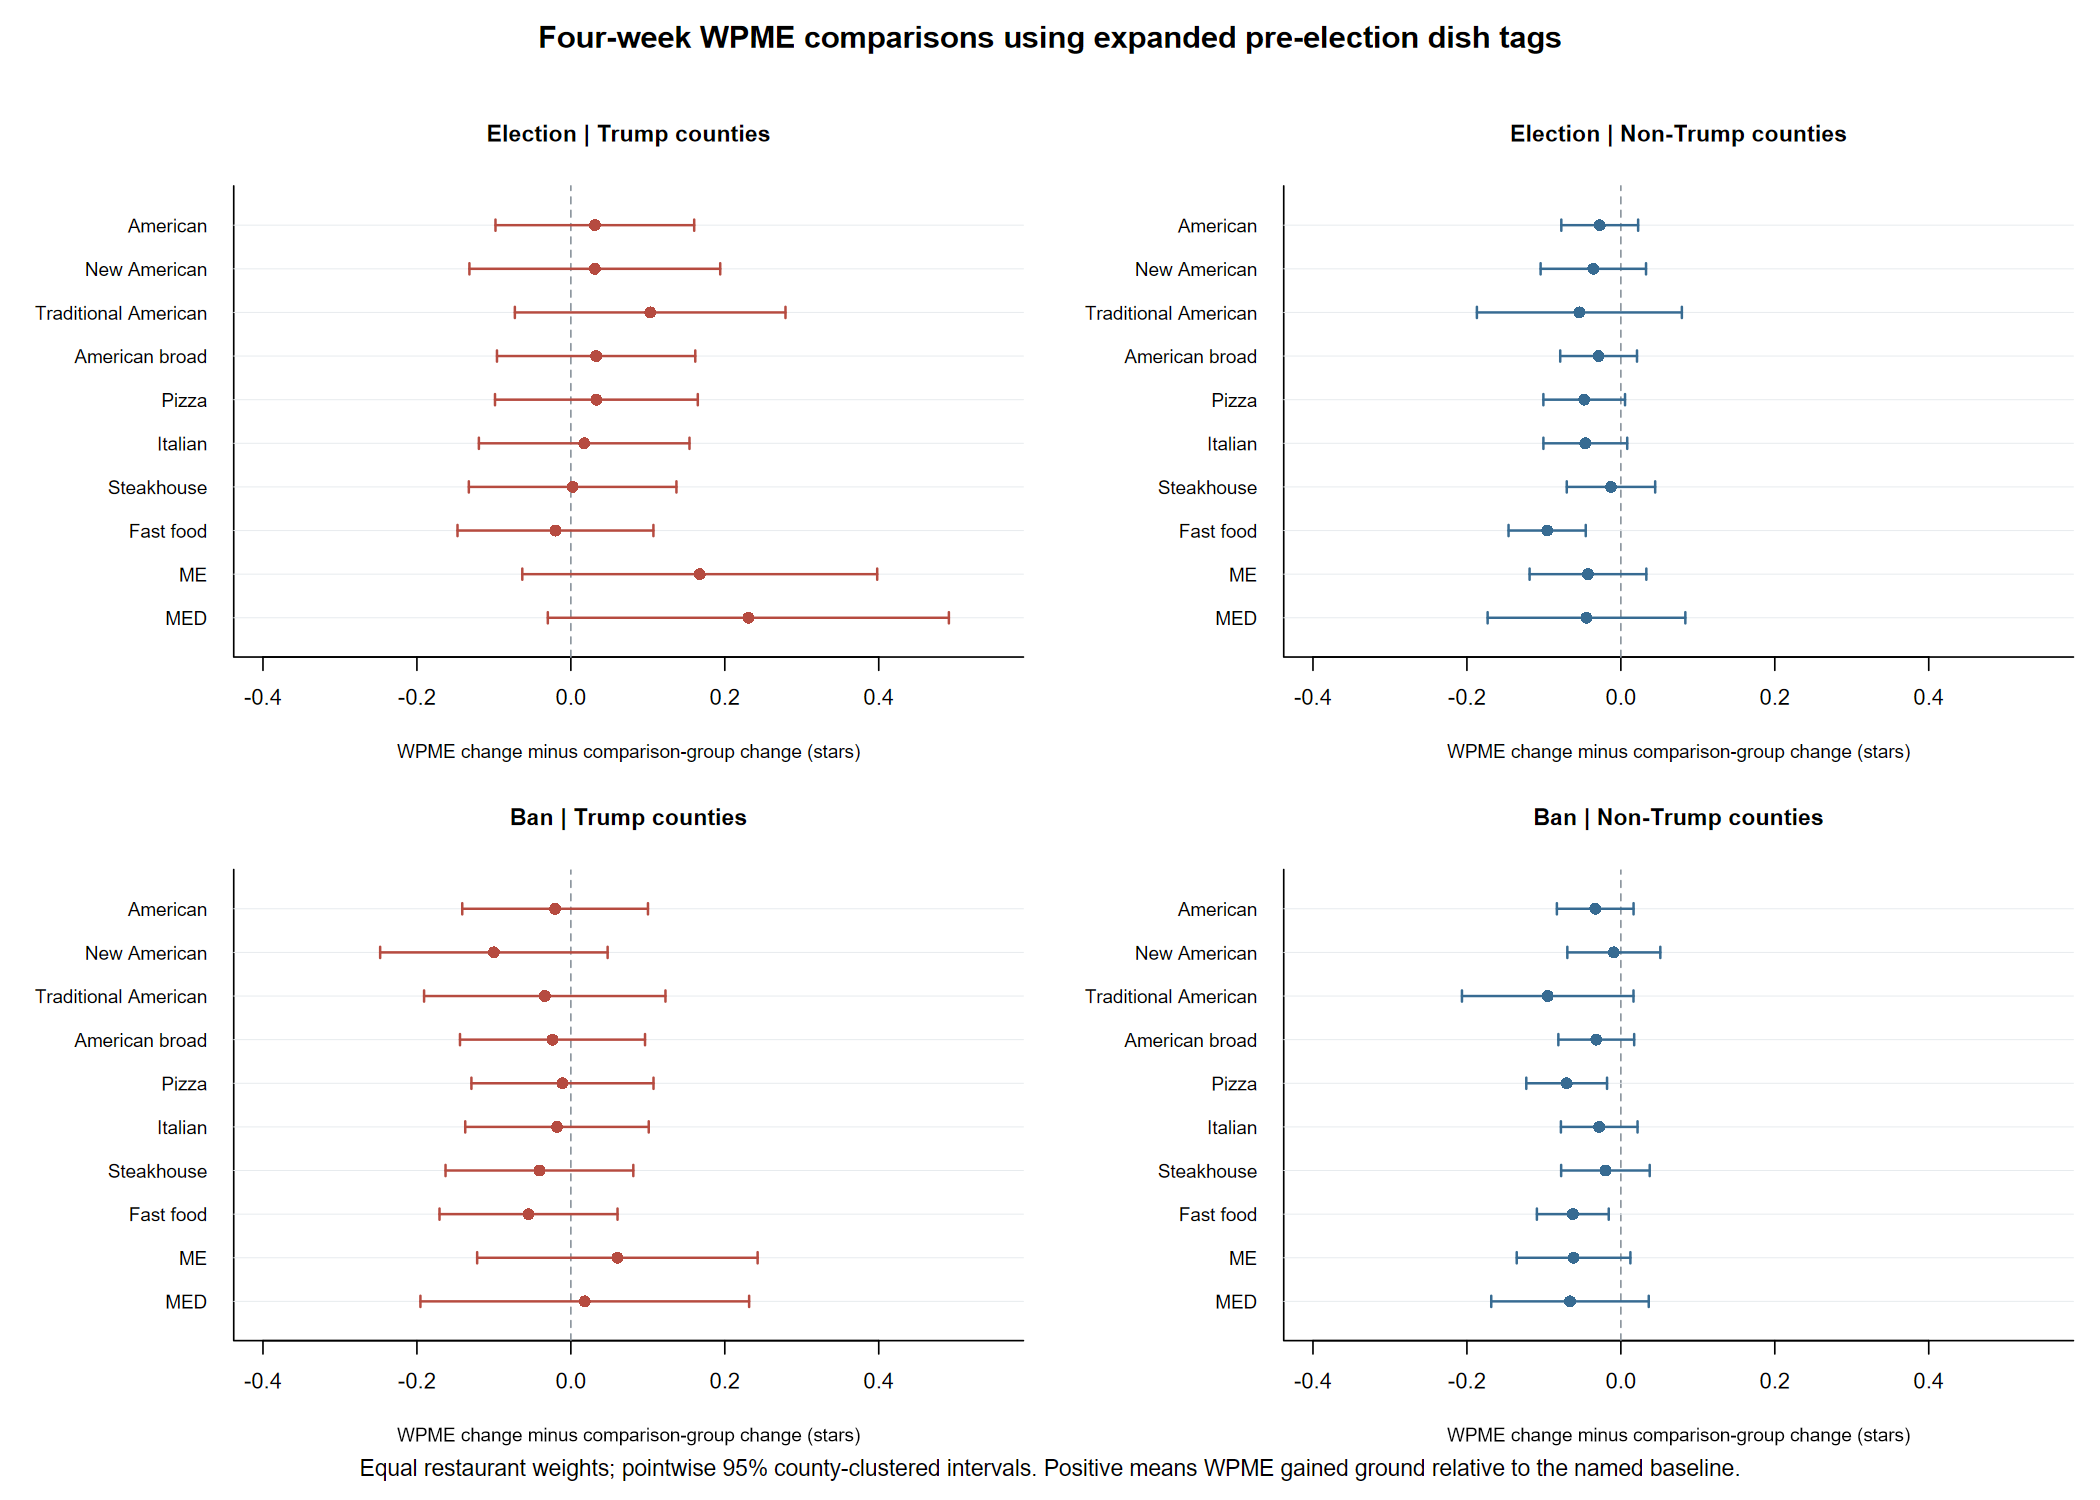 Four-week WPME comparisons using expanded pre-election dish tags
Election | Trump counties
American
New American
Traditional American
American broad
Pizza
Italian
Steakhouse
Fast food
ME
MED
-0.4 -0.2 0.0 0.2 0.4
WPME change minus comparison-group change (stars)
Election | Non-Trump counties
American
New American
Traditional American
American broad
Pizza
Italian
Steakhouse
Fast food
ME
MED
-0.4 -0.2 0.0 0.2 0.4
WPME change minus comparison-group change (stars)
Ban | Trump counties
American
New American
Traditional American
American broad
Pizza
Italian
Steakhouse
Fast food
ME
MED
-0.4 -0.2 0.0 0.2 0.4
WPME change minus comparison-group change (stars)
Ban | Non-Trump counties
American
New American
Traditional American
American broad
Pizza
Italian
Steakhouse
Fast food
ME
MED
-0.4 -0.2 0.0 0.2 0.4
WPME change minus comparison-group change (stars)
Equal restaurant weights; pointwise 95% county-clustered intervals. Positive means WPME gained ground relative to the named baseline.